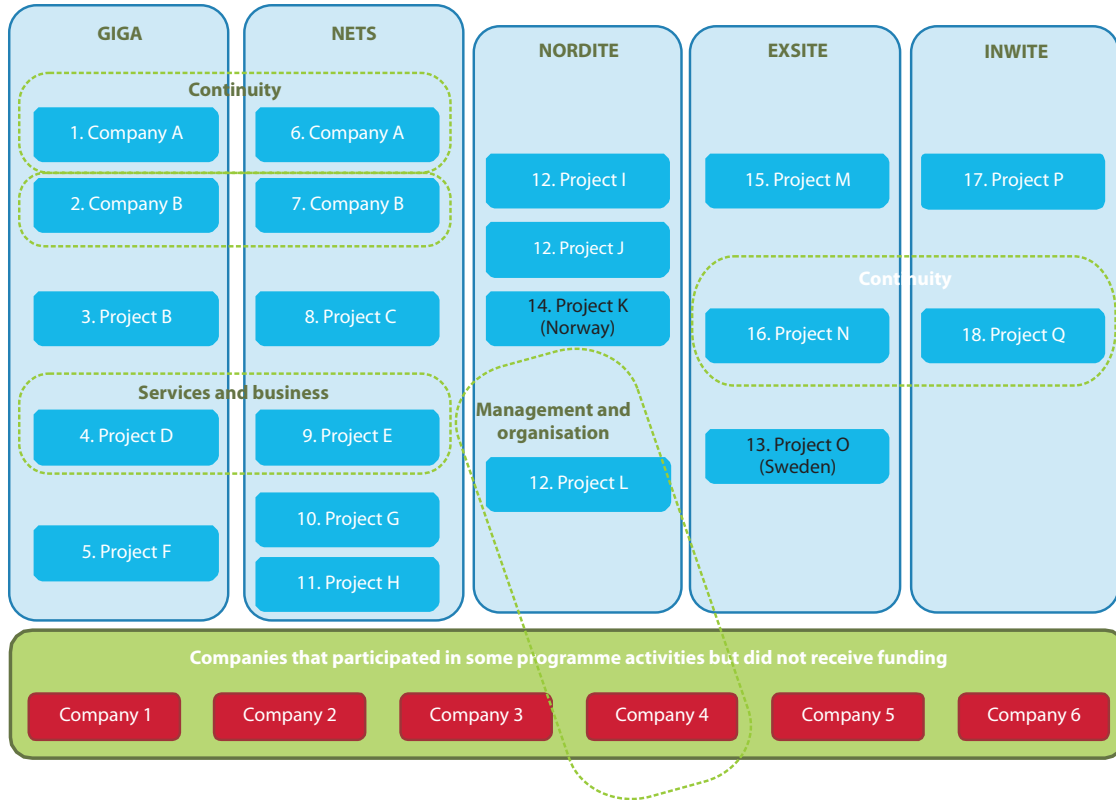 GIGA
NETS
NORDITE
EXSITE
INWITE
Continuity
1. Company A
6. Company A
2. Company B
7. Company B
12. Project I
15. Project M
17. Project P
12. Project J
Continuity
3. Project B
8. Project C
14. Project K
(Norway)
16. Project N
18. Project Q
Services and business
4. Project D
9. Project E
Management and
organisation
12. Project L
13. Project O
(Sweden)
10. Project G
5. Project F
11. Project H
Companies that participated in some programme activities but did not receive funding
Company 1
Company 2
Company 3
Company 4
Company 5
Company 6